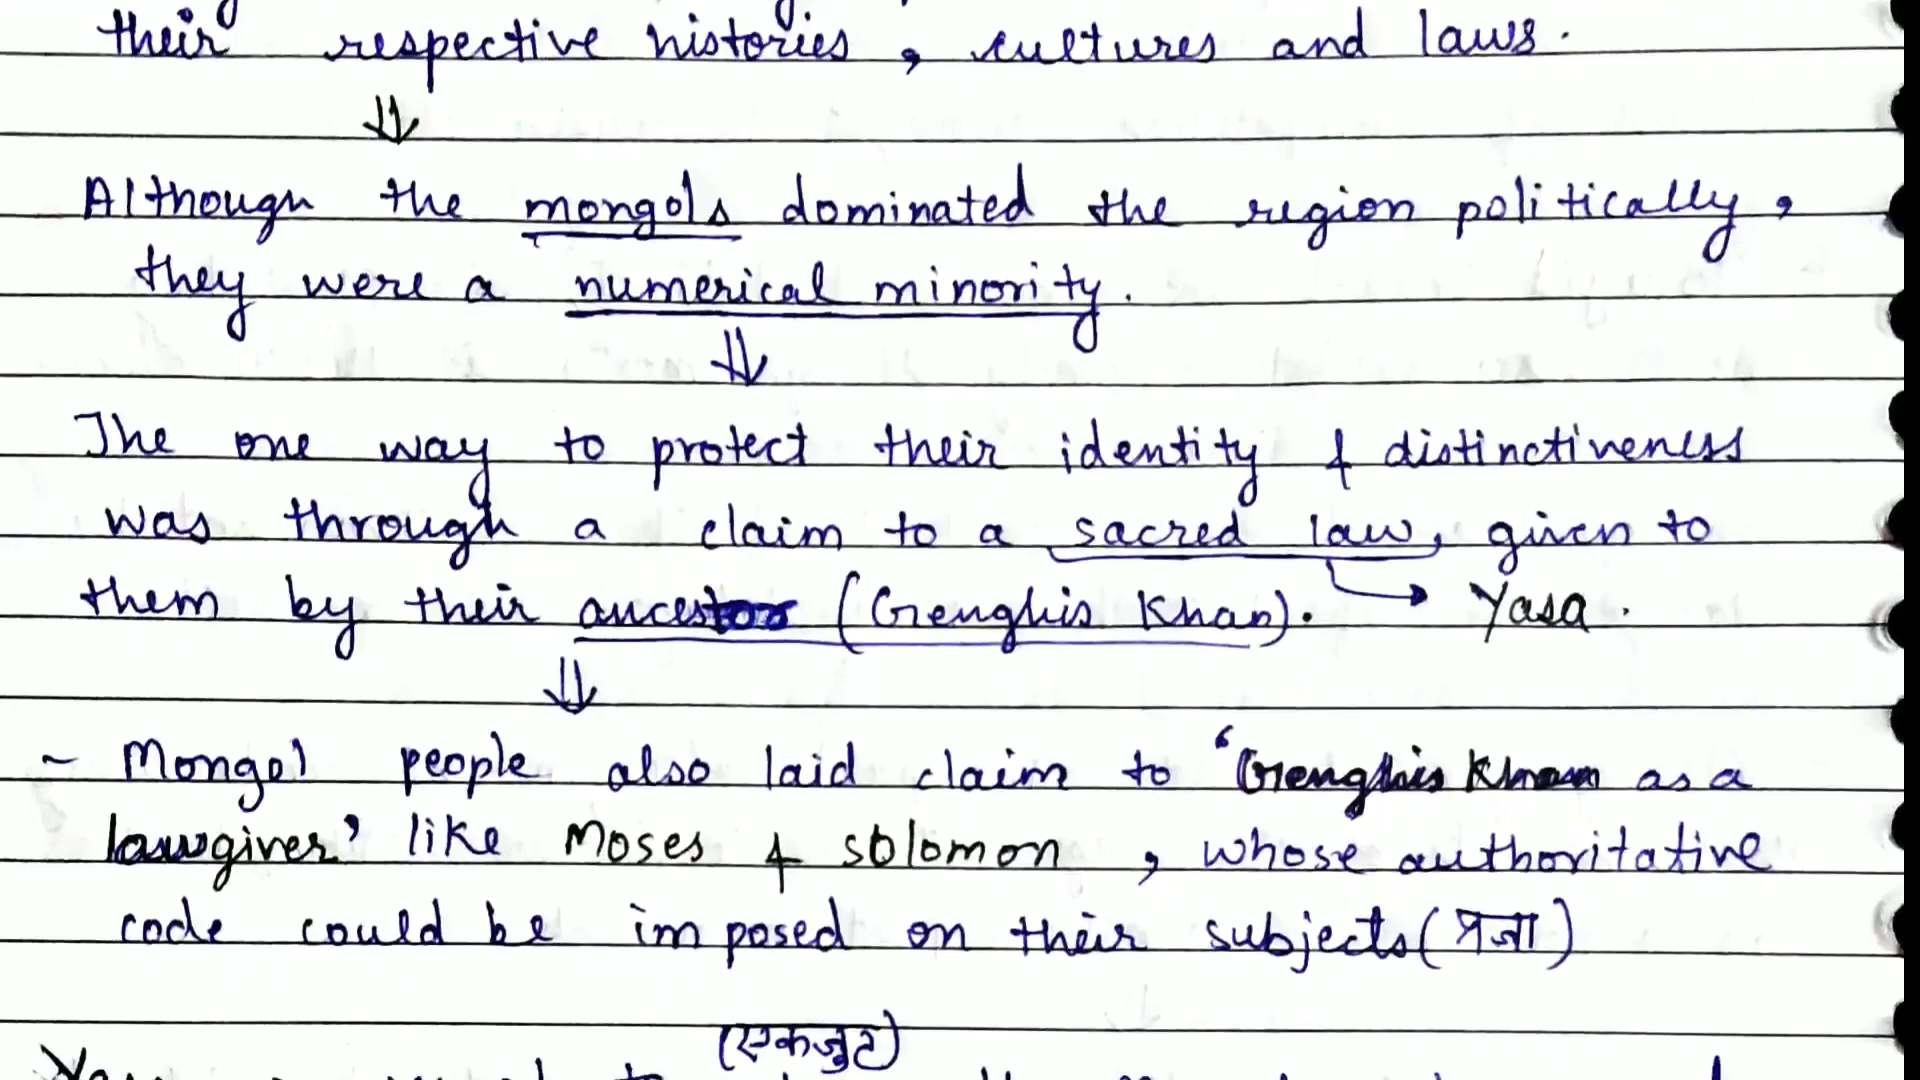 their respective histories, cultures and laws.
Although the mongols dominated the region politically,
they were a numerical minority.
The one way to protect their identity & distinctiveness
was through a claim to a sacred law, given to
them by their ancestor (Genghis Khan). → Yasa.
- Mongol people also laid claim to ‘Genghis Khan as a
lawgiver’ like Moses & Solomon, whose authoritative
code could be imposed on their subjects (प्रजा)
(एकजुट)